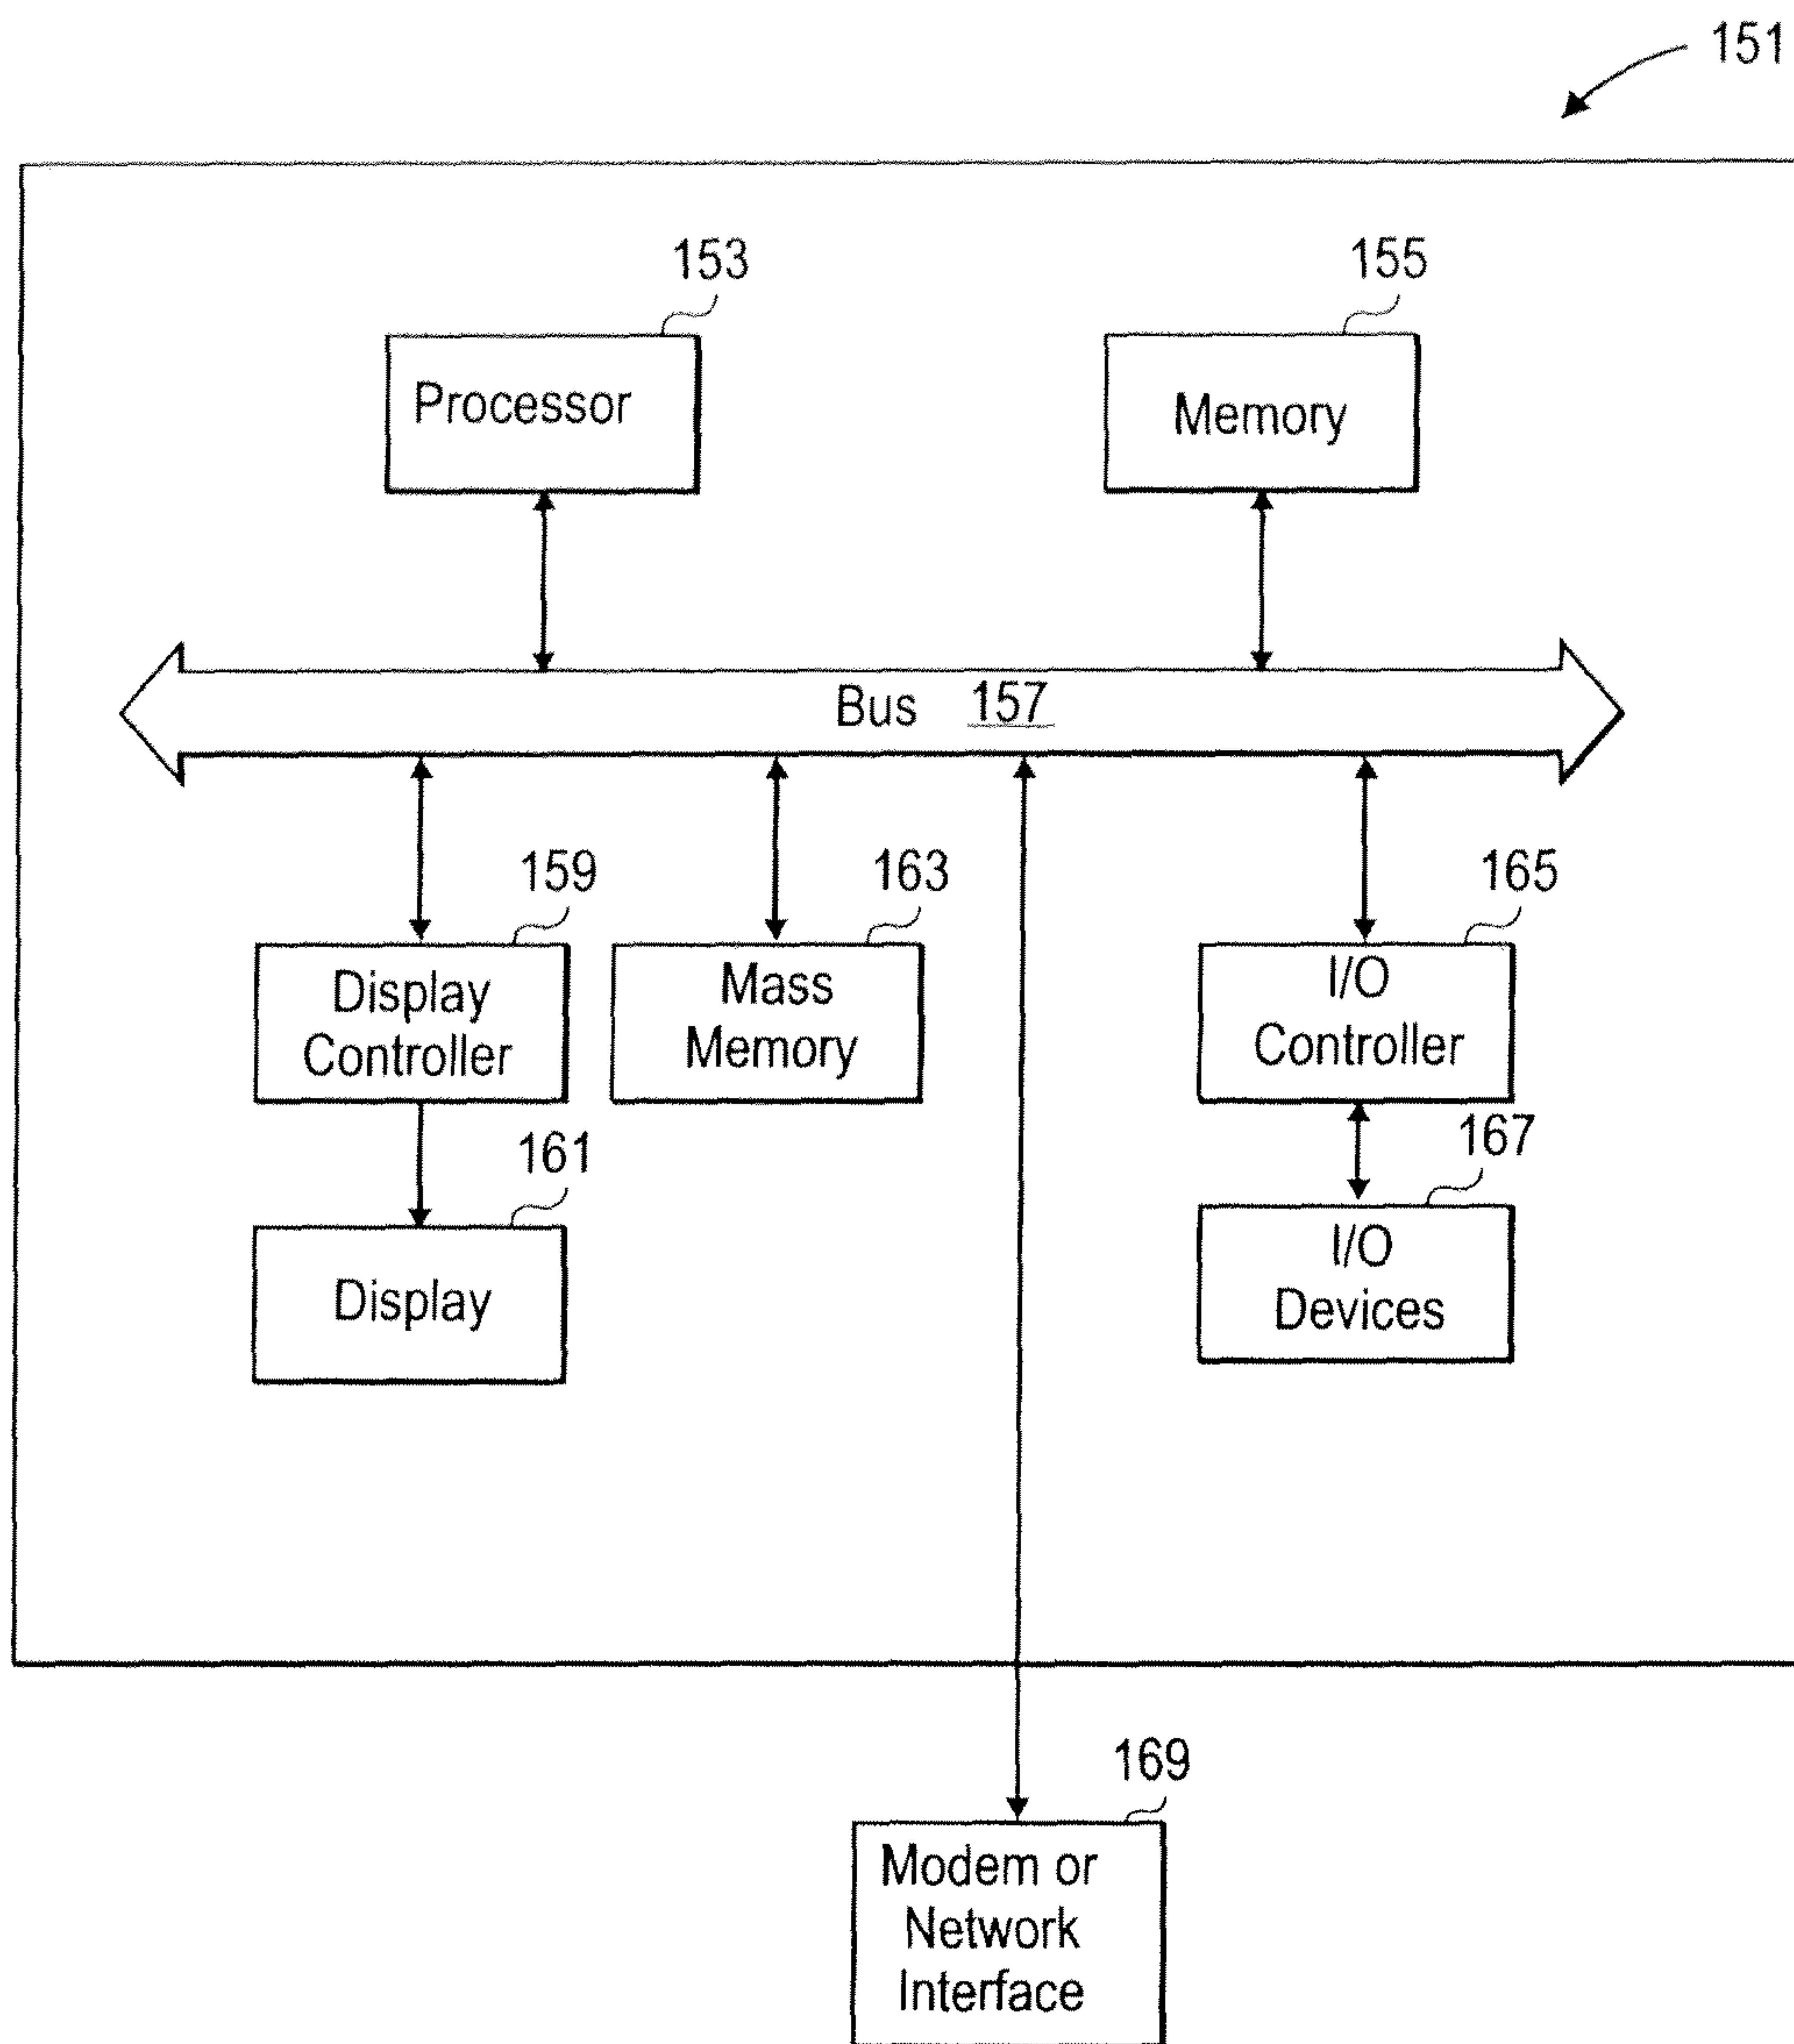 151
153
155
Processor
Memory
Bus 157
159
163
165
Display
Controller
Mass
Memory
I/O
Controller
161
167
Display
I/O
Devices
169
Modem or
Network
Interface